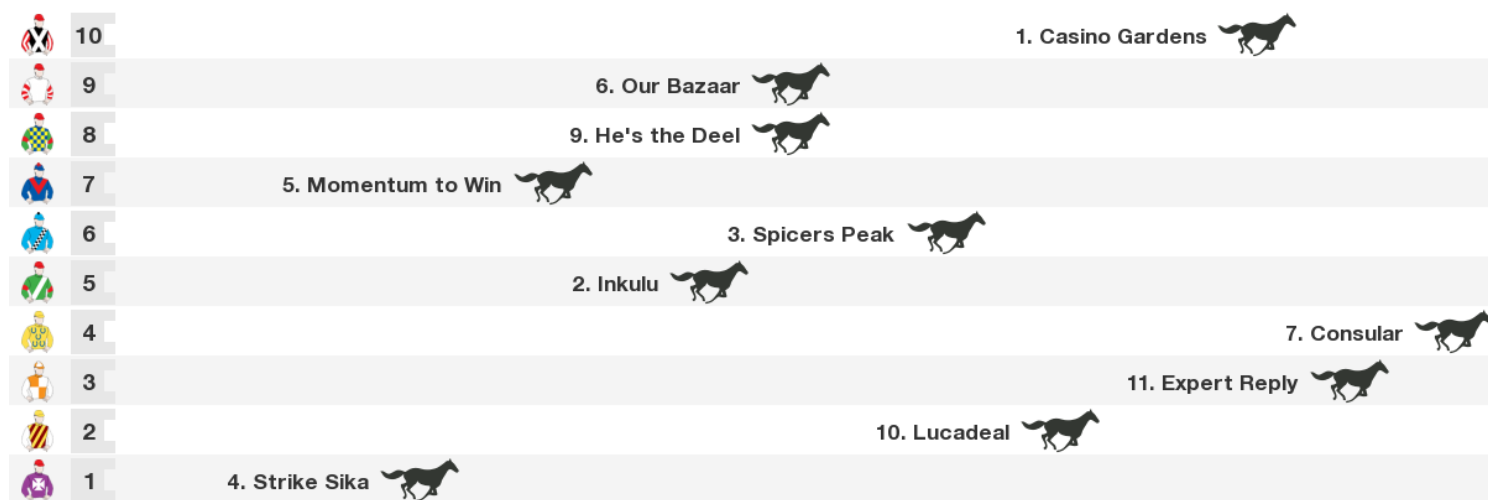 10 1. Casino Gardens
9 6. Our Bazaar
8 9. He's the Deel
7 5. Momentum to Win
6 3. Spicers Peak
5 2. Inkulu
4 7. Consular
3 11. Expert Reply
2 10. Lucadeal
1 4. Strike Sika